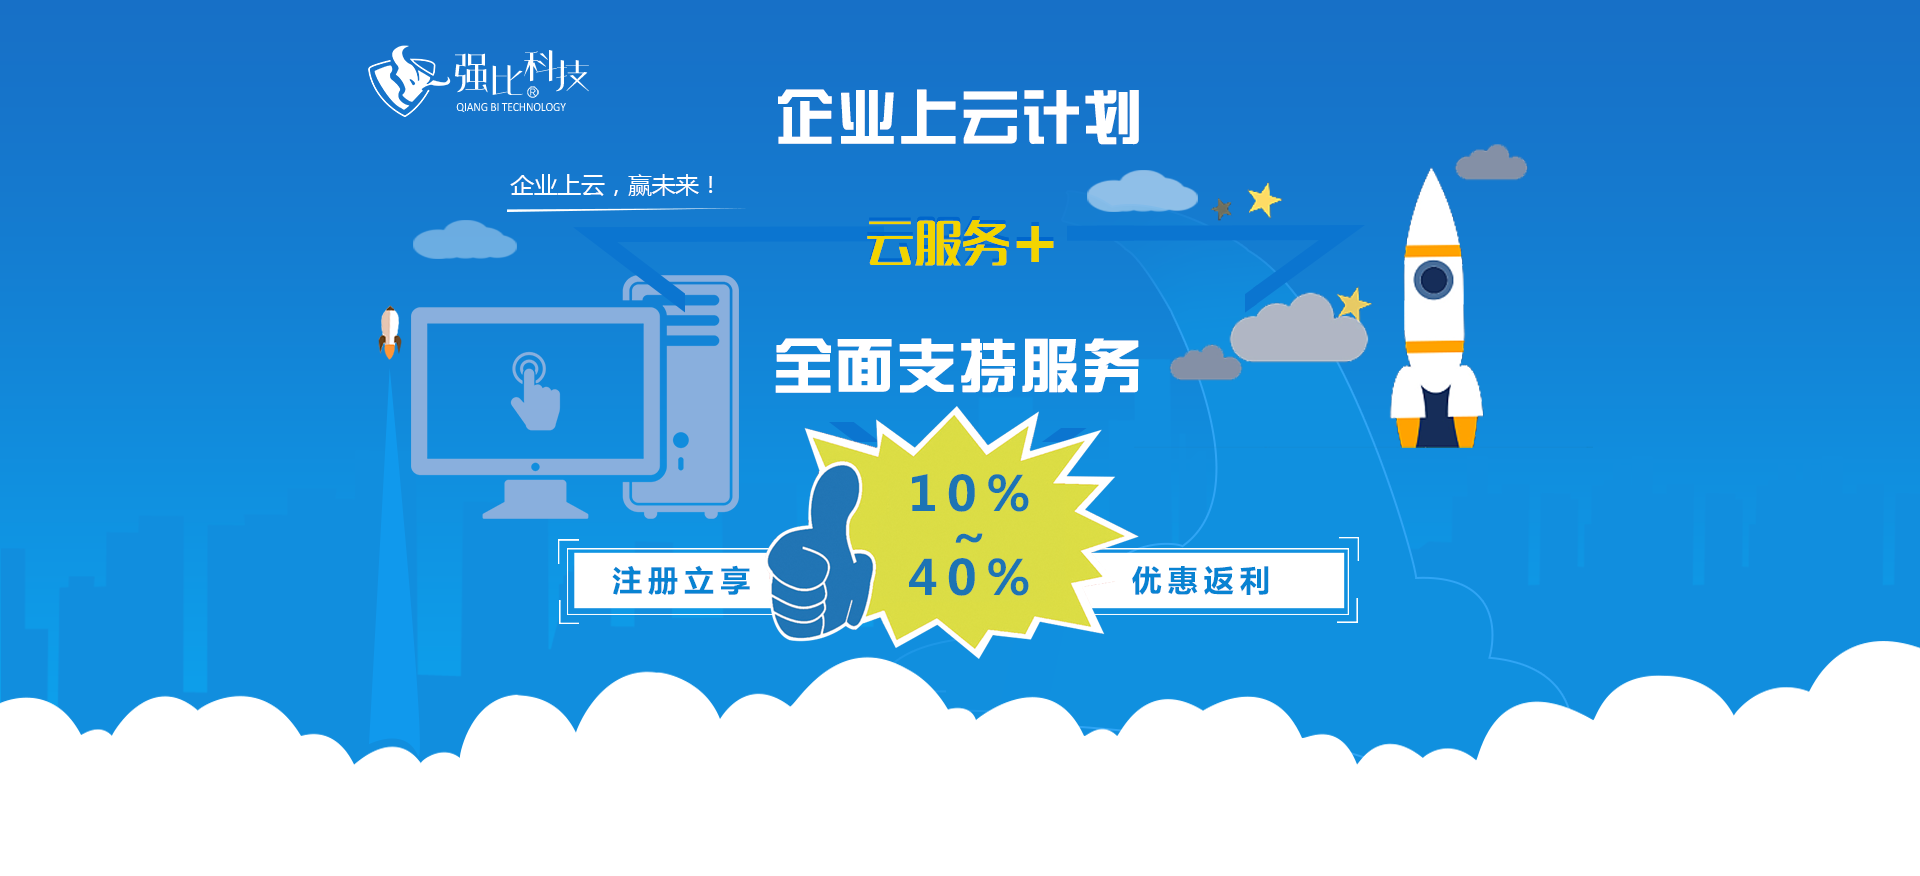 强比科技®
QIANG BI TECHNOLOGY
企业上云计划
企业上云，赢未来！
云服务+
全面支持服务
10%
~
40%
注册立享
优惠返利